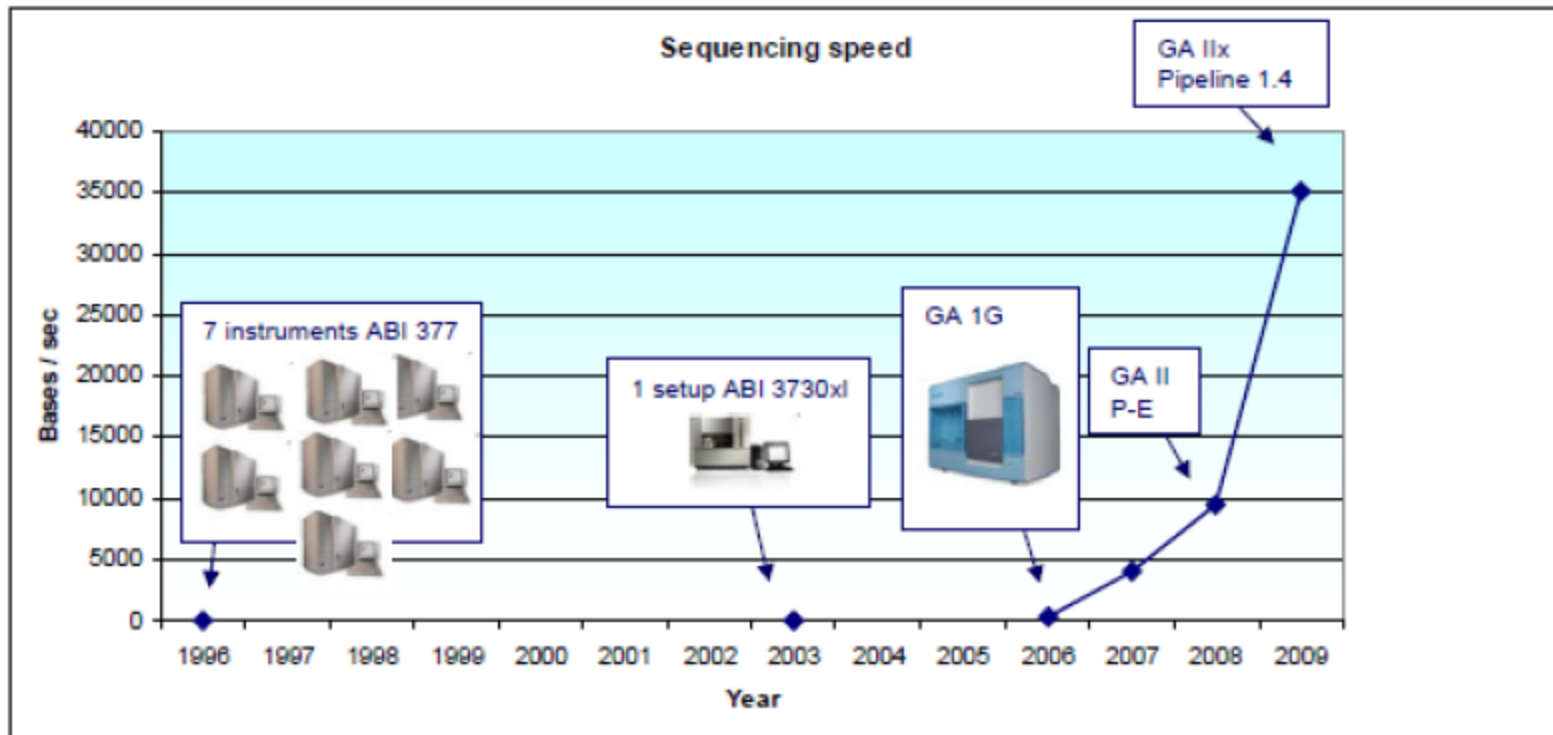 Sequencing speed
GA IIx
Pipeline 1.4
40000
35000
30000
25000
20000
15000
10000
5000
0
Bases / sec
7 instruments ABI 377
1 setup ABI 3730xl
GA 1G
GA II
P-E
1996 1997 1998 1999 2000 2001 2002 2003 2004 2005 2006 2007 2008 2009
Year